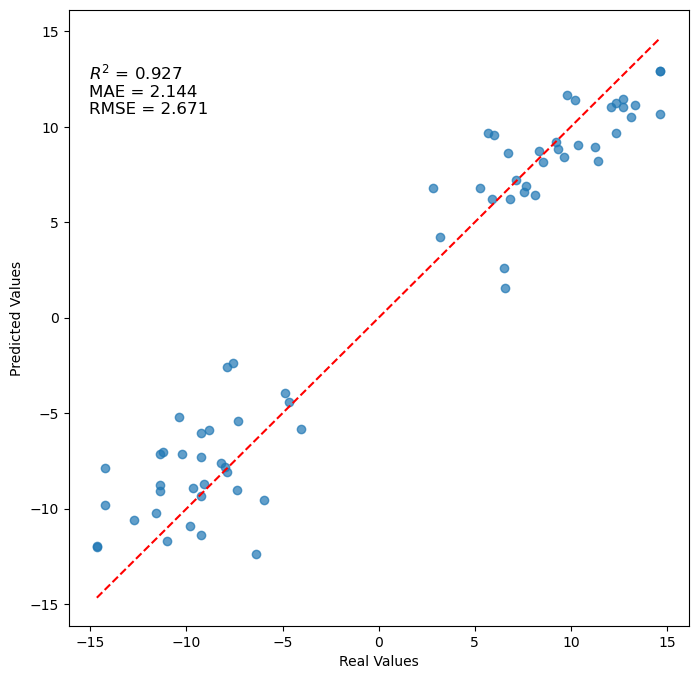 15
R² = 0.927
MAE = 2.144
RMSE = 2.671
10
5
0
Predicted Values
−5
−10
−15
−15 −10 −5 0 5 10 15
Real Values